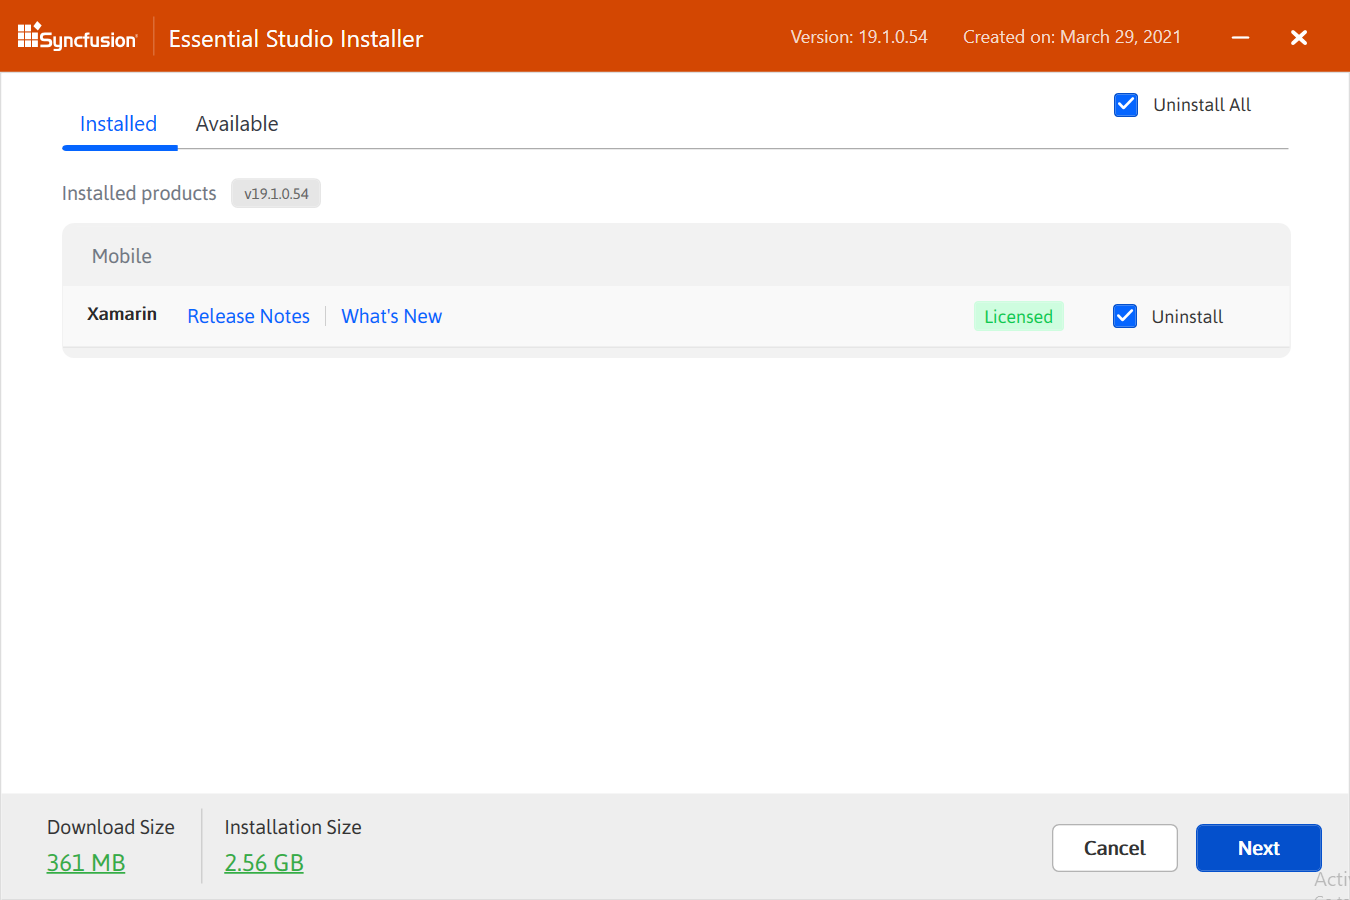 Syncfusion Essential Studio Installer Version: 19.1.0.54 Created on: March 29, 2021
Uninstall All
Installed Available
Installed products v19.1.0.54
Mobile
Xamarin Release Notes What's New Licensed Uninstall
Download Size Installation Size
361 MB 2.56 GB
Cancel Next
Acti